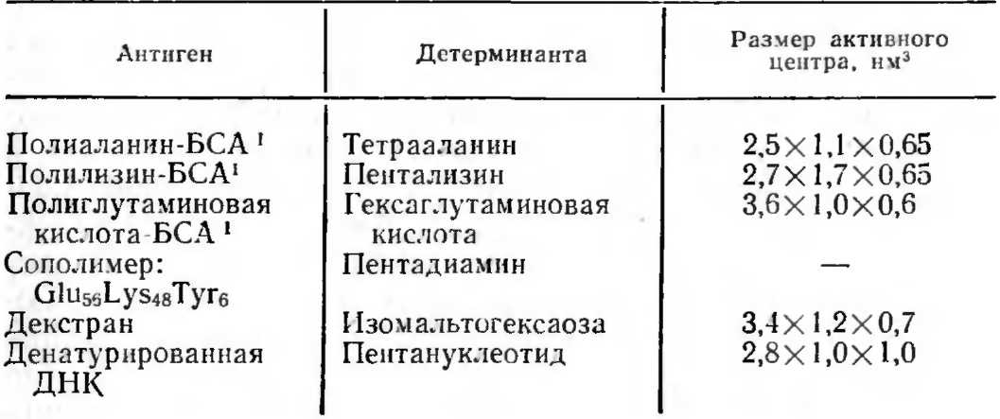 Антиген Детерминанта Размер активного
центра, нм³
Полиаланин-БСА ¹ Тетрааланин 2,5×1,1×0,65
Полилизин-БСА¹ Пентализин 2,7×1,7×0,65
Полиглутаминовая Гексаглутаминовая 3,6×1,0×0,6
кислота-БСА ¹ кислота
Сополимер: Пентадиамин —
Glu₅₆Lys₄₈Tyr₆
Декстран Изомальтогексаоза 3,4×1,2×0,7
Денатурированная Пентануклеотид 2,8×1,0×1,0
ДНК